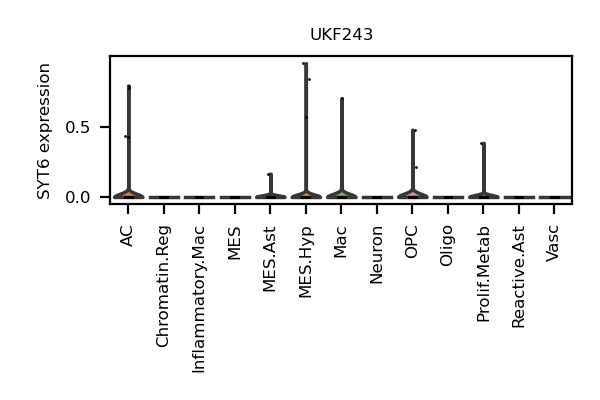 UKF243
SYT6 expression
0.5
0.0
AC
Chromatin.Reg
Inflammatory.Mac
MES
MES.Ast
MES.Hyp
Mac
Neuron
OPC
Oligo
Prolif.Metab
Reactive.Ast
Vasc